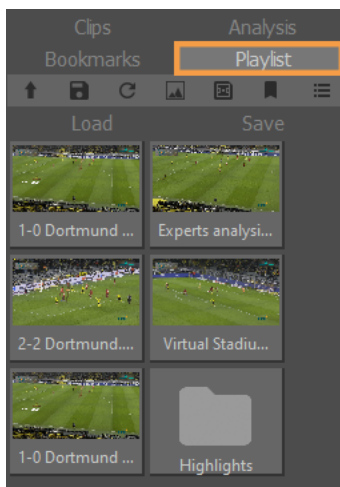 Clips Analysis
Bookmarks Playlist
Load Save
1-0 Dortmund ... Experts analysi...
2-2 Dortmund.... Virtual Stadiu...
1-0 Dortmund ... Highlights